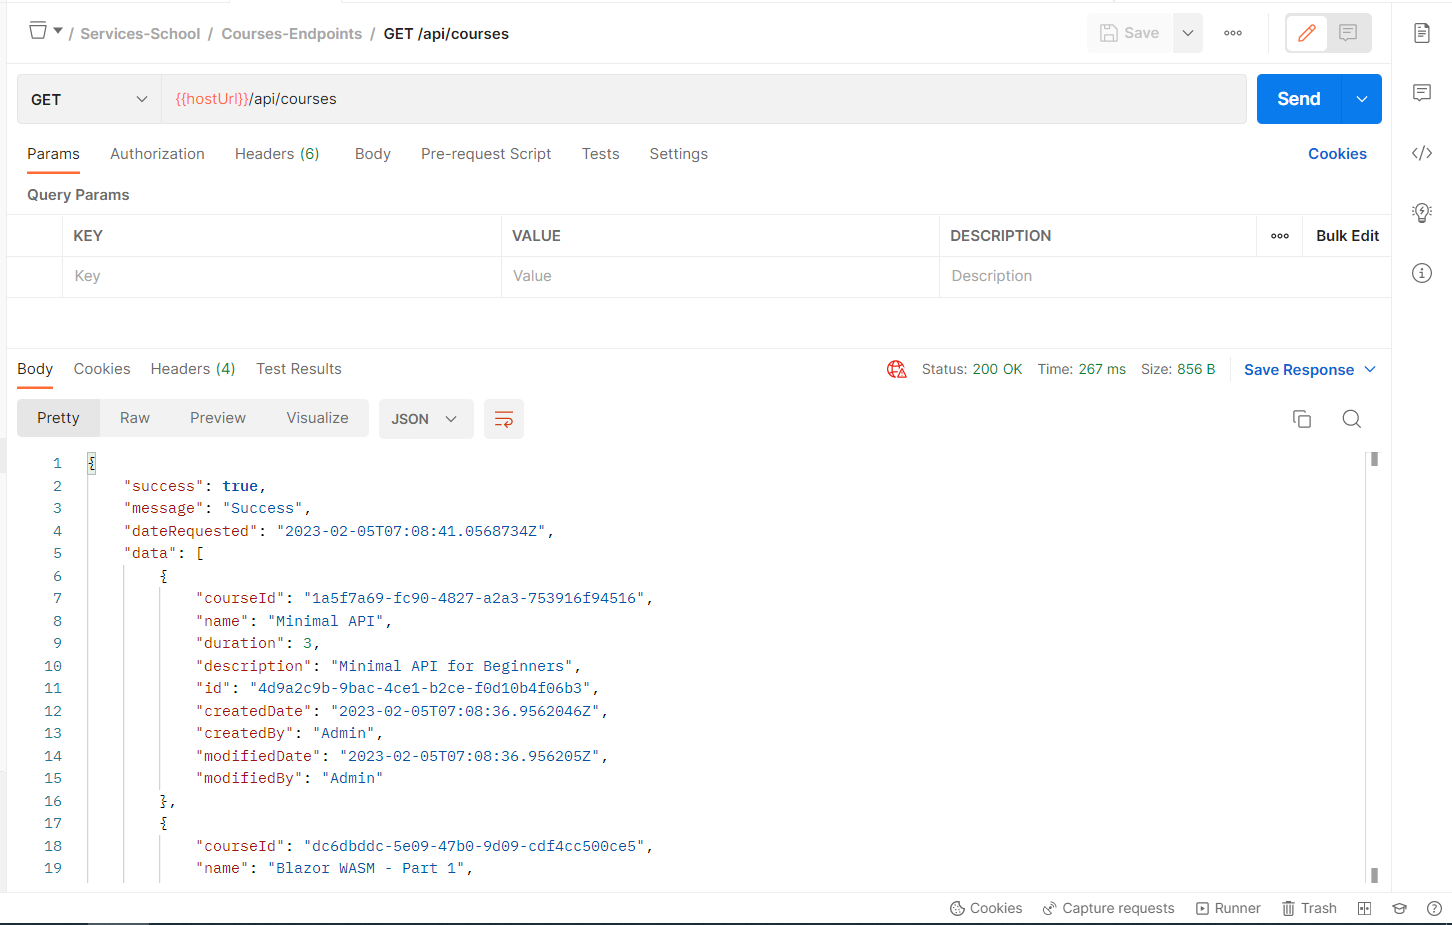 / Services-School / Courses-Endpoints / GET /api/courses
Save
GET
{{hostUrl}}/api/courses
Send
Params Authorization Headers (6) Body Pre-request Script Tests Settings Cookies
Query Params
KEY VALUE DESCRIPTION Bulk Edit
Key Value Description
Body Cookies Headers (4) Test Results Status: 200 OK Time: 267 ms Size: 856 B Save Response
Pretty Raw Preview Visualize JSON
1 {
2 "success": true,
3 "message": "Success",
4 "dateRequested": "2023-02-05T07:08:41.0568734Z",
5 "data": [
6 {
7 "courseId": "1a5f7a69-fc90-4827-a2a3-753916f94516",
8 "name": "Minimal API",
9 "duration": 3,
10 "description": "Minimal API for Beginners",
11 "id": "4d9a2c9b-9bac-4ce1-b2ce-f0d10b4f06b3",
12 "createdDate": "2023-02-05T07:08:36.9562046Z",
13 "createdBy": "Admin",
14 "modifiedDate": "2023-02-05T07:08:36.956205Z",
15 "modifiedBy": "Admin"
16 },
17 {
18 "courseId": "dc6dbddc-5e09-47b0-9d09-cdf4cc500ce5",
19 "name": "Blazor WASM - Part 1",
Cookies Capture requests Runner Trash